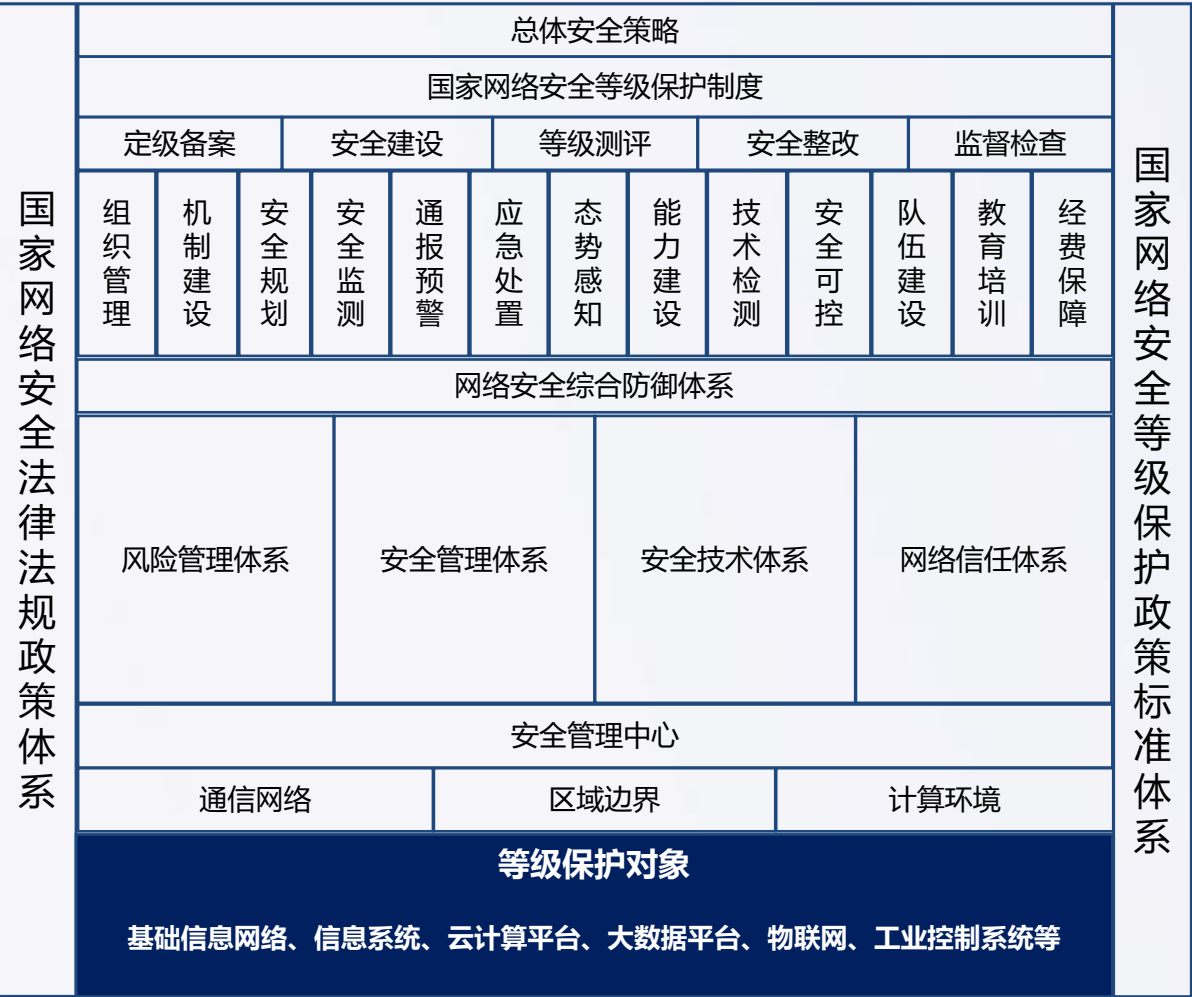 总体安全策略
国家网络安全等级保护制度
定级备案
安全建设
等级测评
安全整改
监督检查
国家网络安全法律法规政策体系
组织管理
机制建设
安全规划
安全监测
通报预警
应急处置
态势感知
能力建设
技术检测
安全可控
队伍建设
教育培训
经费保障
国家网络安全等级保护政策标准体系
网络安全综合防御体系
风险管理体系
安全管理体系
安全技术体系
网络信任体系
安全管理中心
通信网络
区域边界
计算环境
等级保护对象
基础信息网络、信息系统、云计算平台、大数据平台、物联网、工业控制系统等